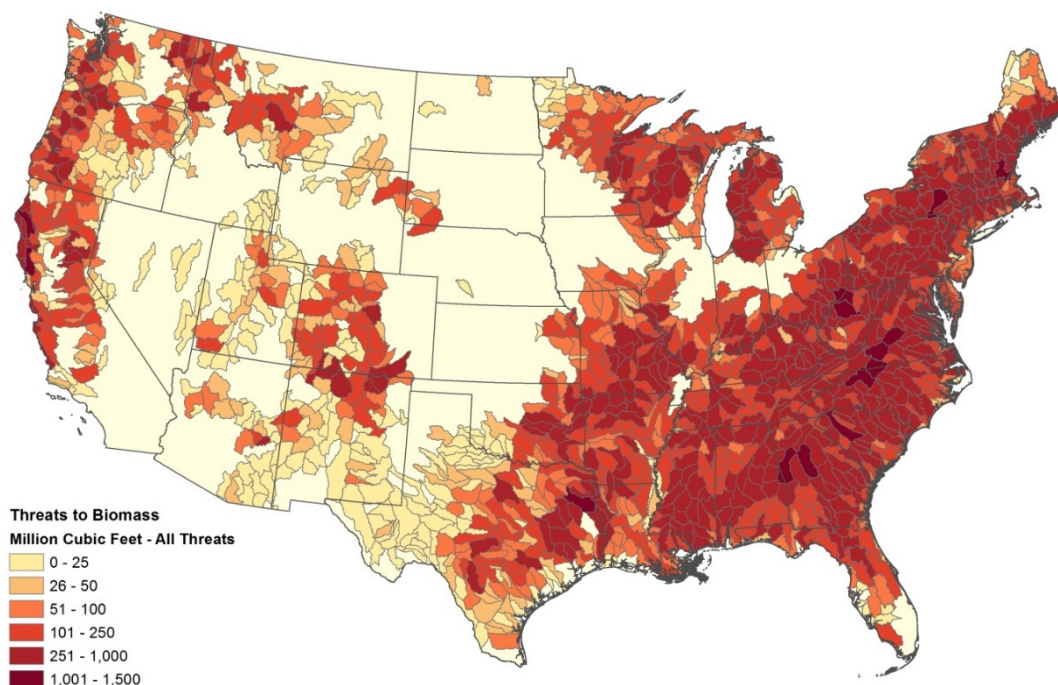 Threats to Biomass
Million Cubic Feet - All Threats
0 - 25
26 - 50
51 - 100
101 - 250
251 - 1,000
1,001 - 1,500